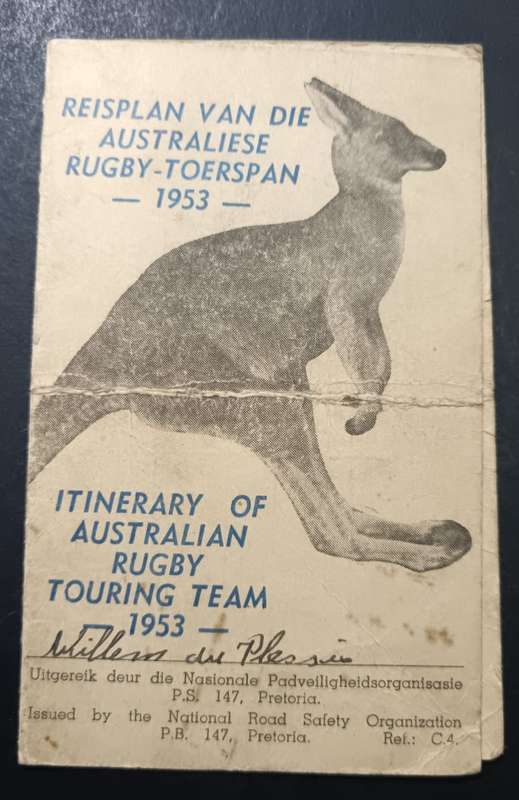 REISPLAN VAN DIE
AUSTRALIESE
RUGBY-TOERSPAN
— 1953 —
ITINERARY OF
AUSTRALIAN
RUGBY
TOURING TEAM
— 1953 —
Willem du Plessis
Uitgereik deur die Nasionale Padveiligheidsorganisasie
P.S. 147, Pretoria.
Issued by the National Road Safety Organization
P.B. 147, Pretoria. Ref.: C.4.